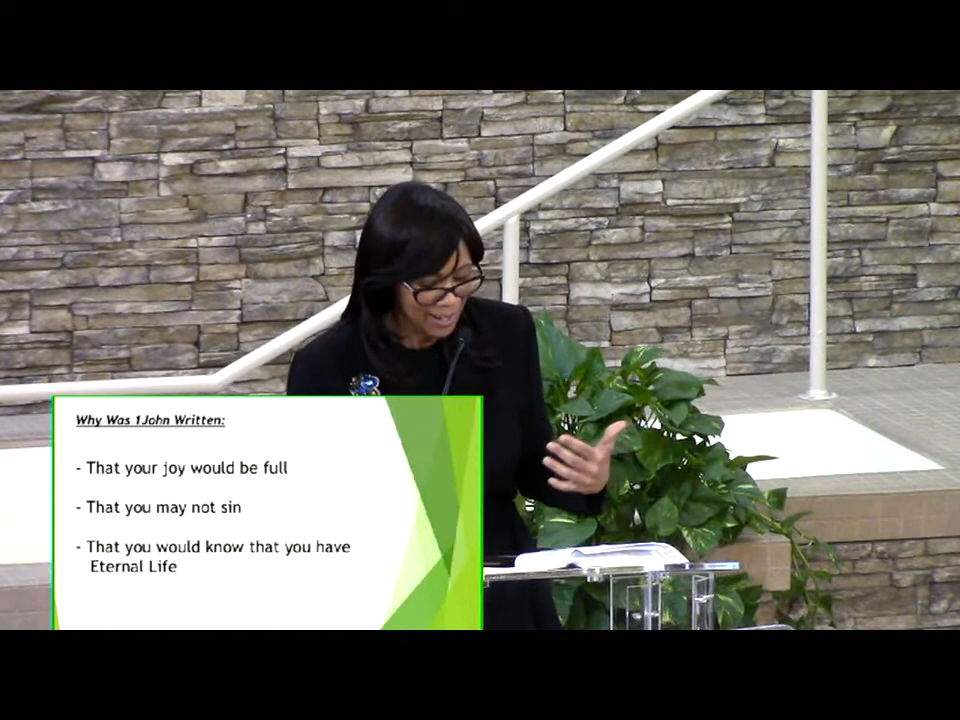 Why Was 1John Written:
- That your joy would be full
- That you may not sin
- That you would know that you have
Eternal Life